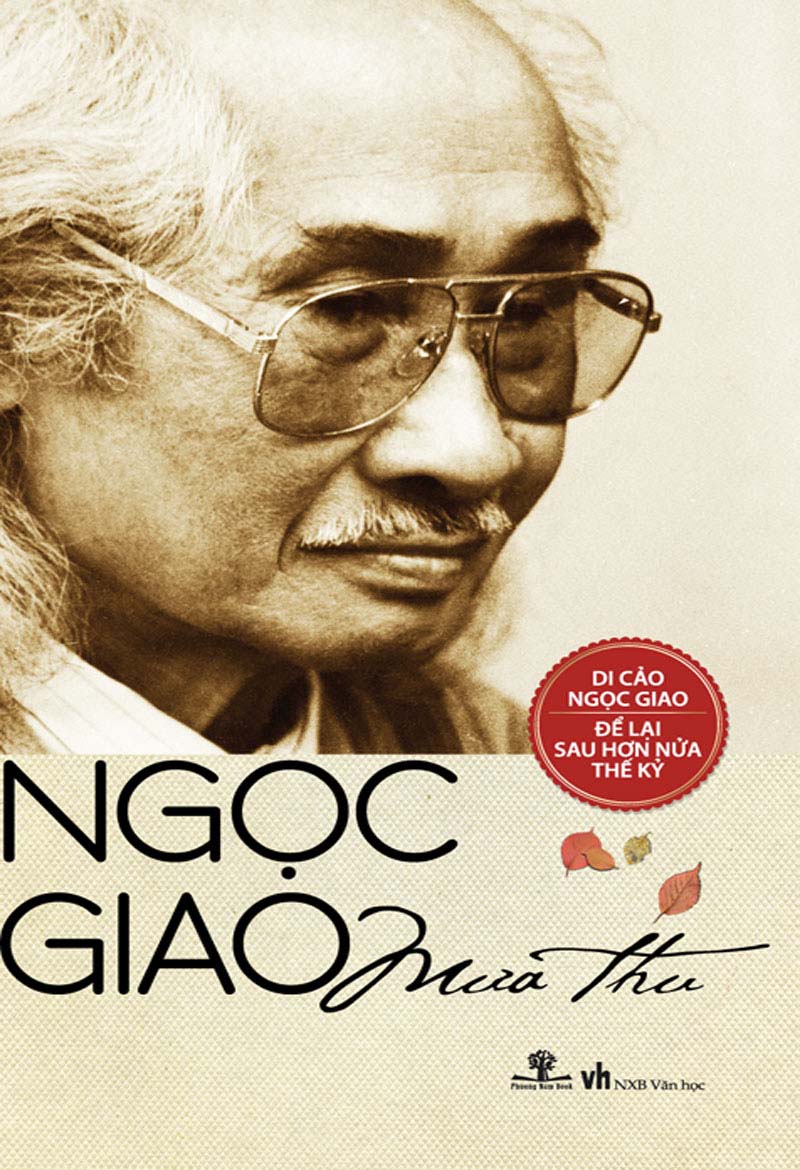 DI CẢO
NGỌC GIAO
ĐỂ LẠI
SAU HƠN NỬA
THẾ KỶ
NGỌC
GIAO
Mưa Thu
Phương Nam Book
vh NXB Văn học